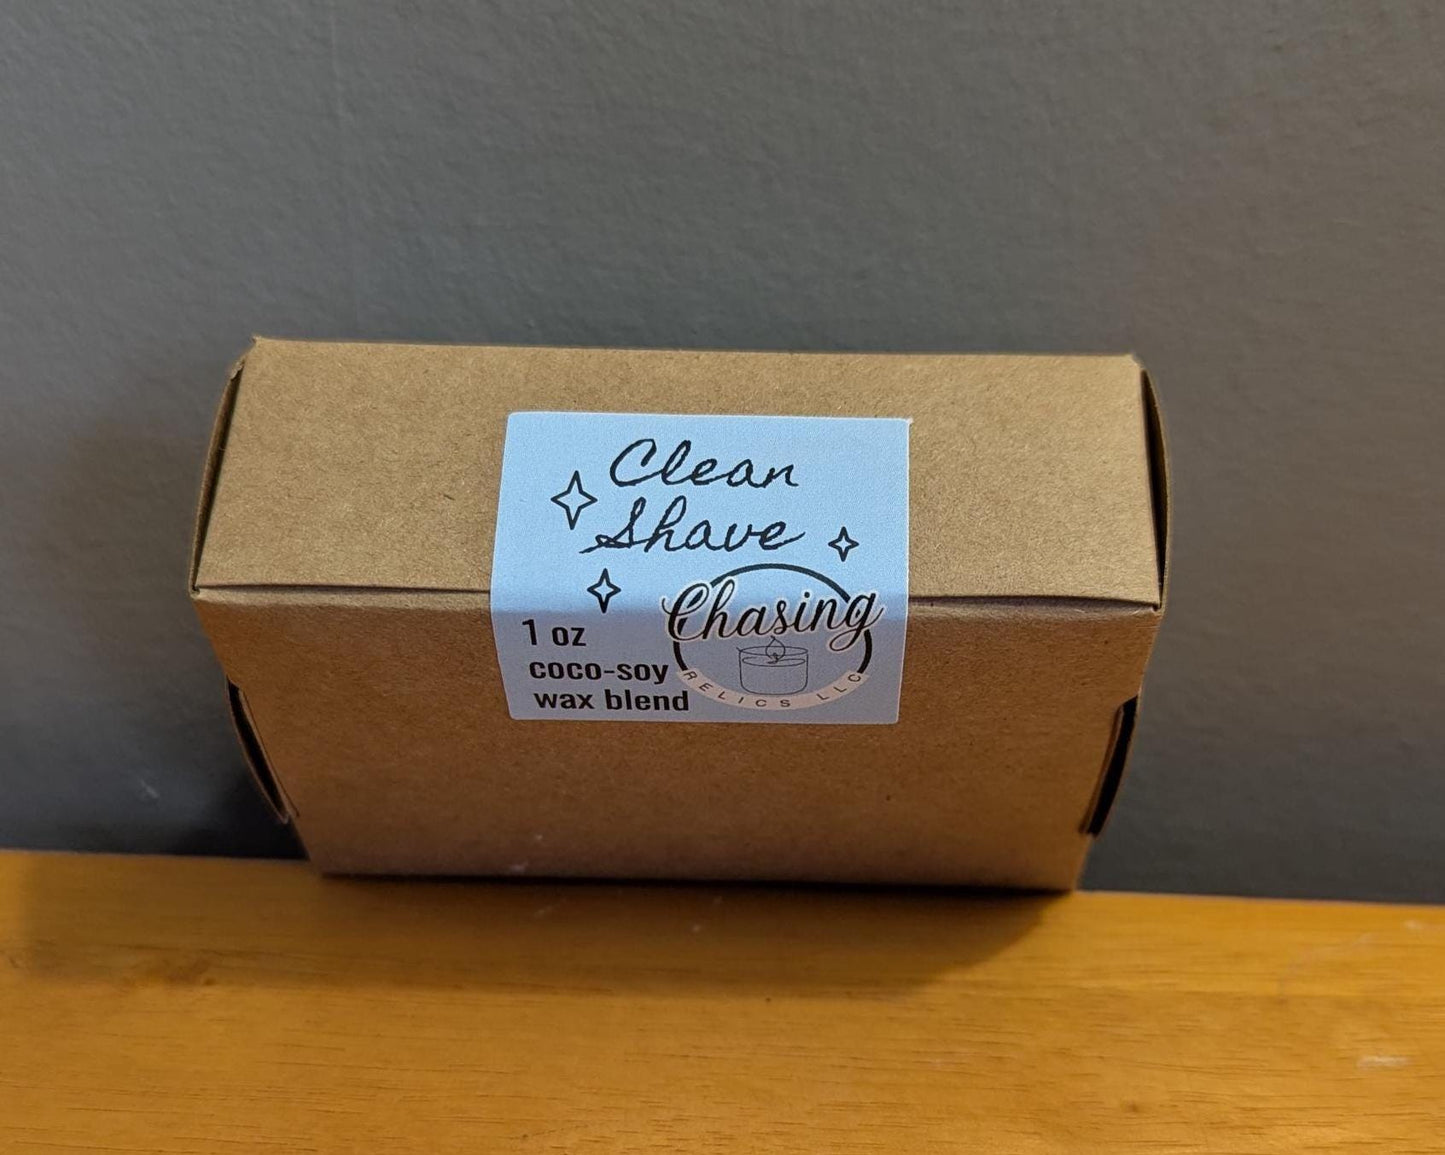 Clean
Shave
1 oz
coco-soy
wax blend
Chasing
RELICS LLC